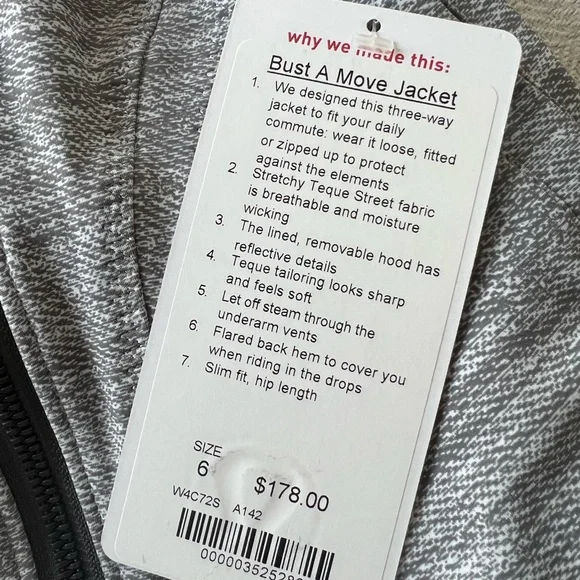 why we made this:
Bust A Move Jacket
1. We designed this three-way
jacket to fit your daily
commute: wear it loose, fitted
or zipped up to protect
against the elements
2. Stretchy Teque Street fabric
is breathable and moisture
wicking
3. The lined, removable hood has
reflective details
4. Teque tailoring looks sharp
and feels soft
5. Let off steam through the
underarm vents
6. Flared back hem to cover you
when riding in the drops
7. Slim fit, hip length
SIZE
6 $178.00
W4C72S A142